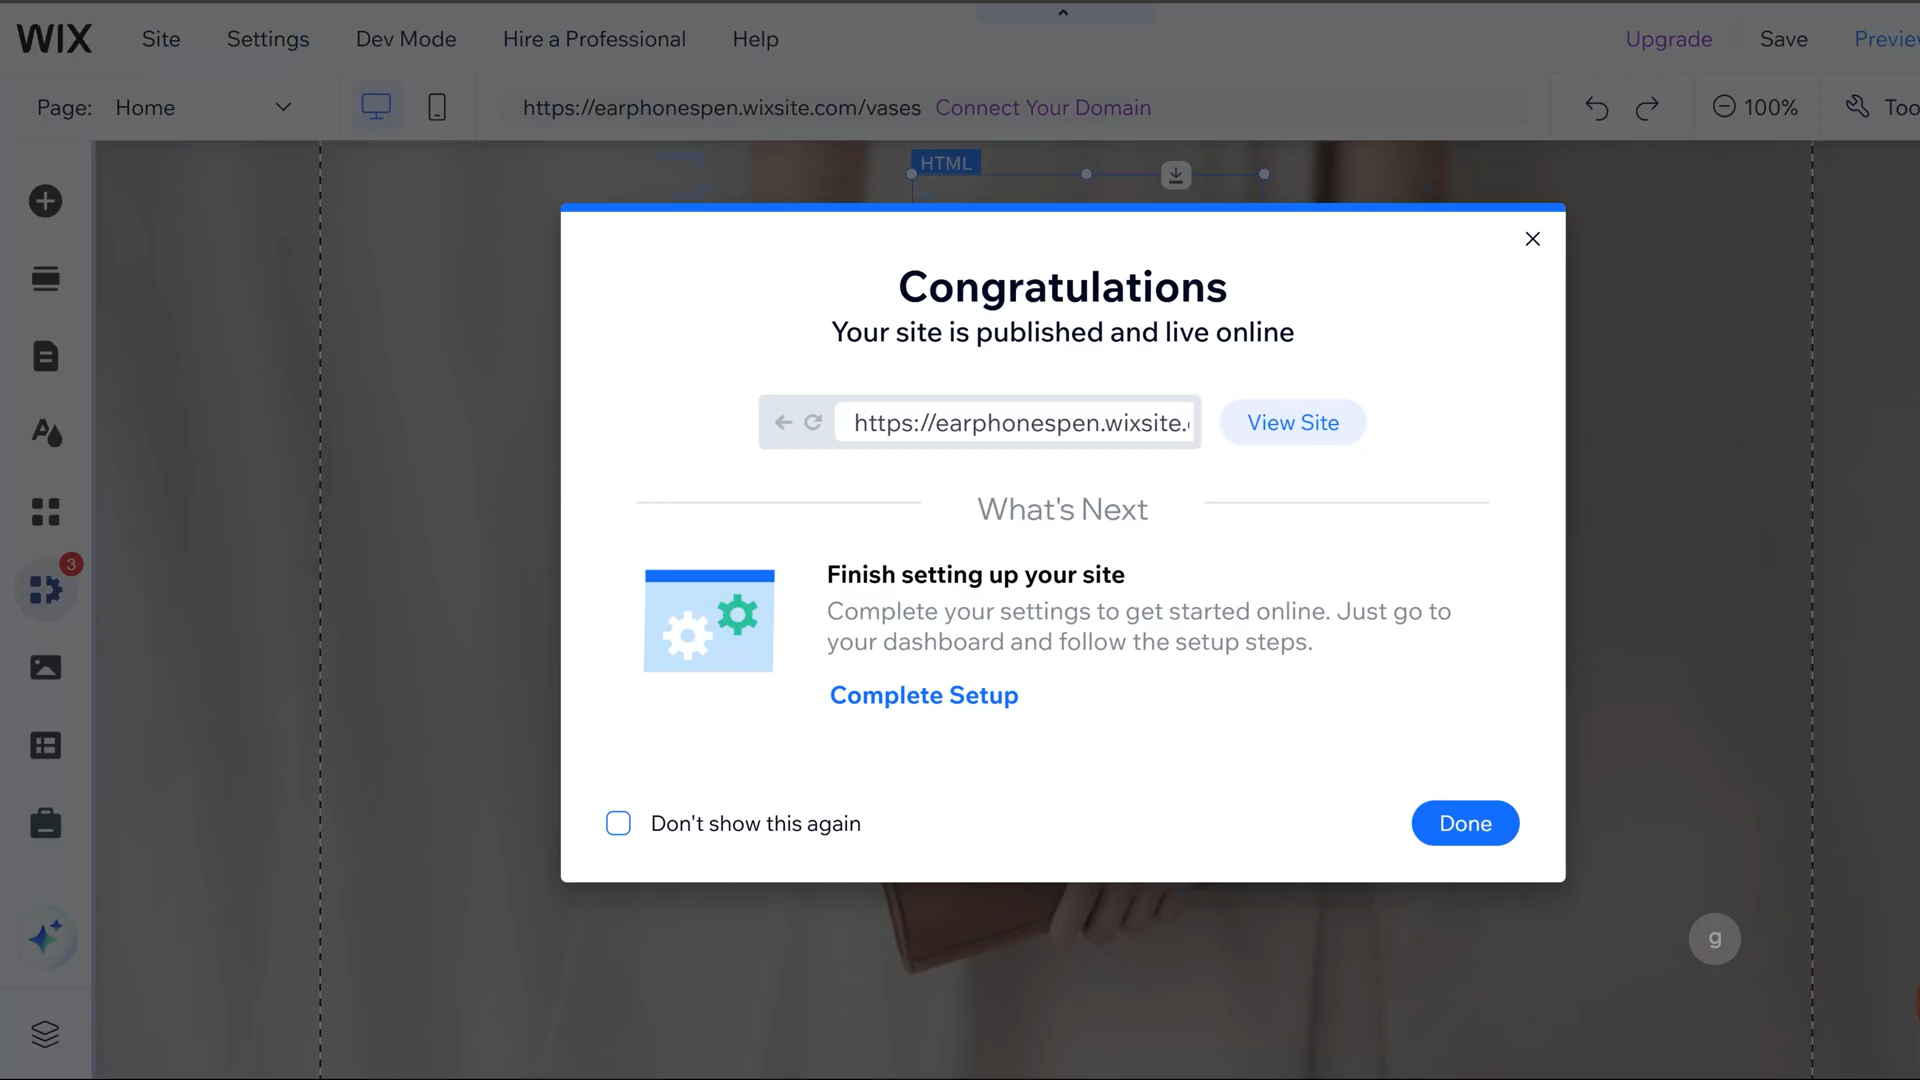 WIX Site Settings Dev Mode Hire a Professional Help Upgrade Save
Page: Home https://earphonespen.wixsite.com/vases Connect Your Domain 100%
HTML
Congratulations
Your site is published and live online
https://earphonespen.wixsite. View Site
What's Next
3
Finish setting up your site
Complete your settings to get started online. Just go to
your dashboard and follow the setup steps.
Complete Setup
Don't show this again Done
g